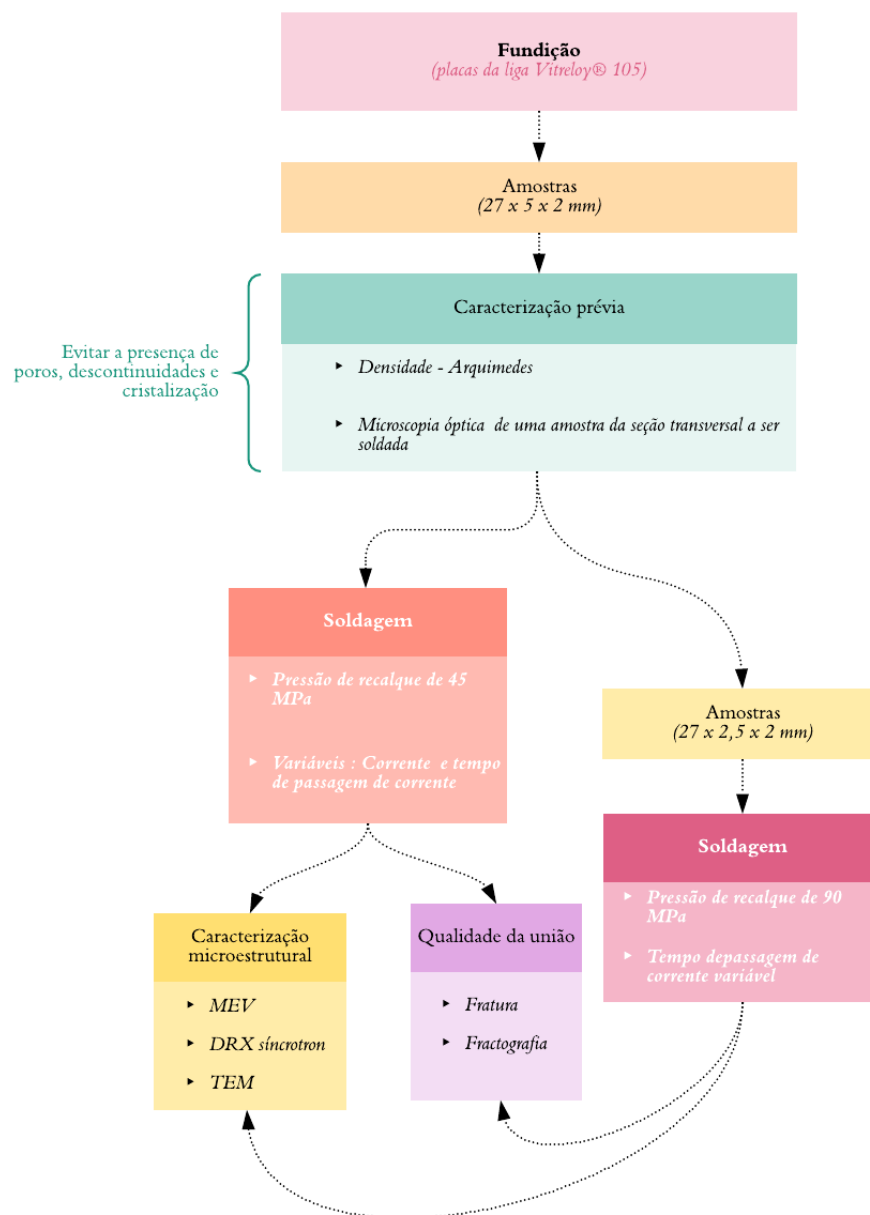 Fundição
(placas da liga Vitreloy® 105)
Amostras
(27 x 5 x 2 mm)
Caracterização prévia
Evitar a presença de
poros, descontinuidades e
cristalização
▸ Densidade - Arquimedes
▸ Microscopia óptica de uma amostra da seção transversal a ser
soldada
Soldagem
▸ Pressão de recalque de 45
MPa
▸ Variáveis : Corrente e tempo
de passagem de corrente
Amostras
(27 x 2,5 x 2 mm)
Soldagem
▸ Pressão de recalque de 90
MPa
▸ Tempo depassagem de
corrente variável
Caracterização
microestrutural
▸ MEV
▸ DRX síncrotron
▸ TEM
Qualidade da união
▸ Fratura
▸ Fractografia